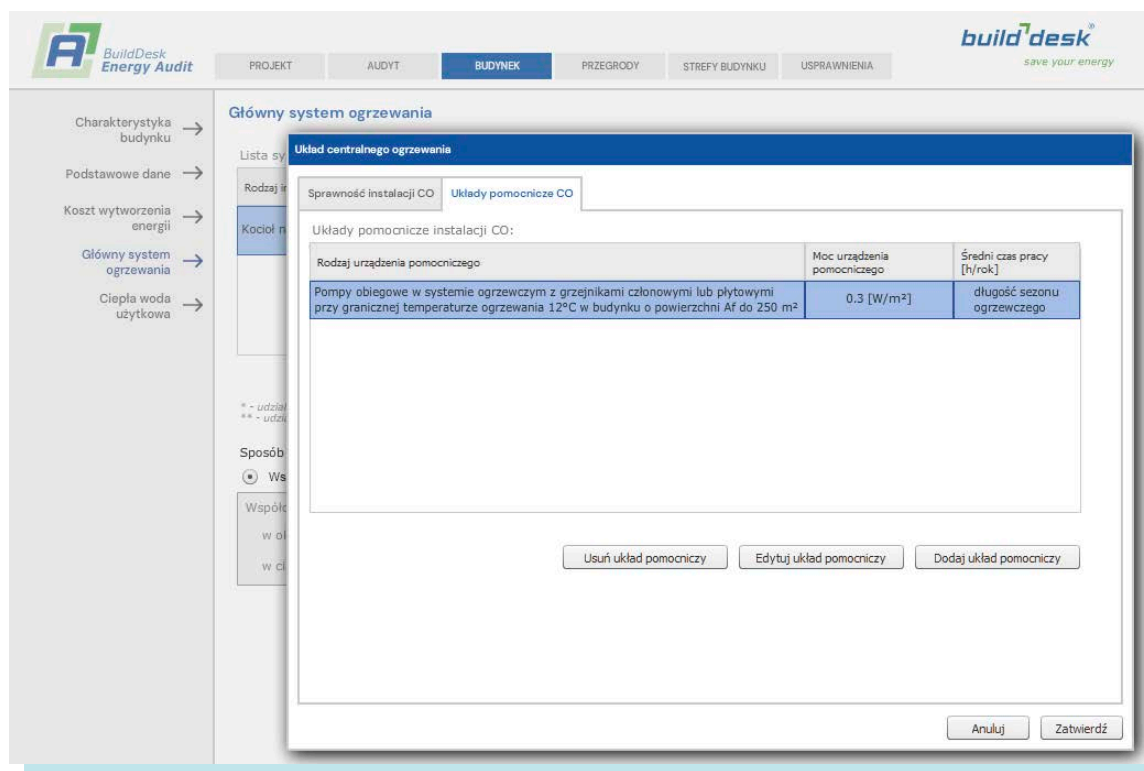 BuildDesk
Energy Audit
PROJEKT
AUDYT
BUDYNEK
PRZEGRODY
STREFY BUDYNKU
USPRAWNIENIA
build desk®
save your energy
Charakterystyka
budynku
Podstawowe dane
Koszt wytworzenia
energii
Główny system
ogrzewania
Ciepła woda
użytkowa
Główny system ogrzewania
Lista sy
Rodzaj i
Kocioł n
* - udział
** - udzi
Sposób
Ws
Współc
w ok
w ci
Układ centralnego ogrzewania
Sprawność instalacji CO
Układy pomocnicze CO
Układy pomocnicze instalacji CO:
Rodzaj urządzenia pomocniczego
Moc urządzenia
pomocniczego
Średni czas pracy
[h/rok]
Pompy obiegowe w systemie ogrzewczym z grzejnikami członowymi lub płytowymi
przy granicznej temperaturze ogrzewania 12°C w budynku o powierzchni Af do 250 m²
0.3 [W/m²]
długość sezonu
ogrzewczego
Usuń układ pomocniczy
Edytuj układ pomocniczy
Dodaj układ pomocniczy
Anuluj
Zatwierdź